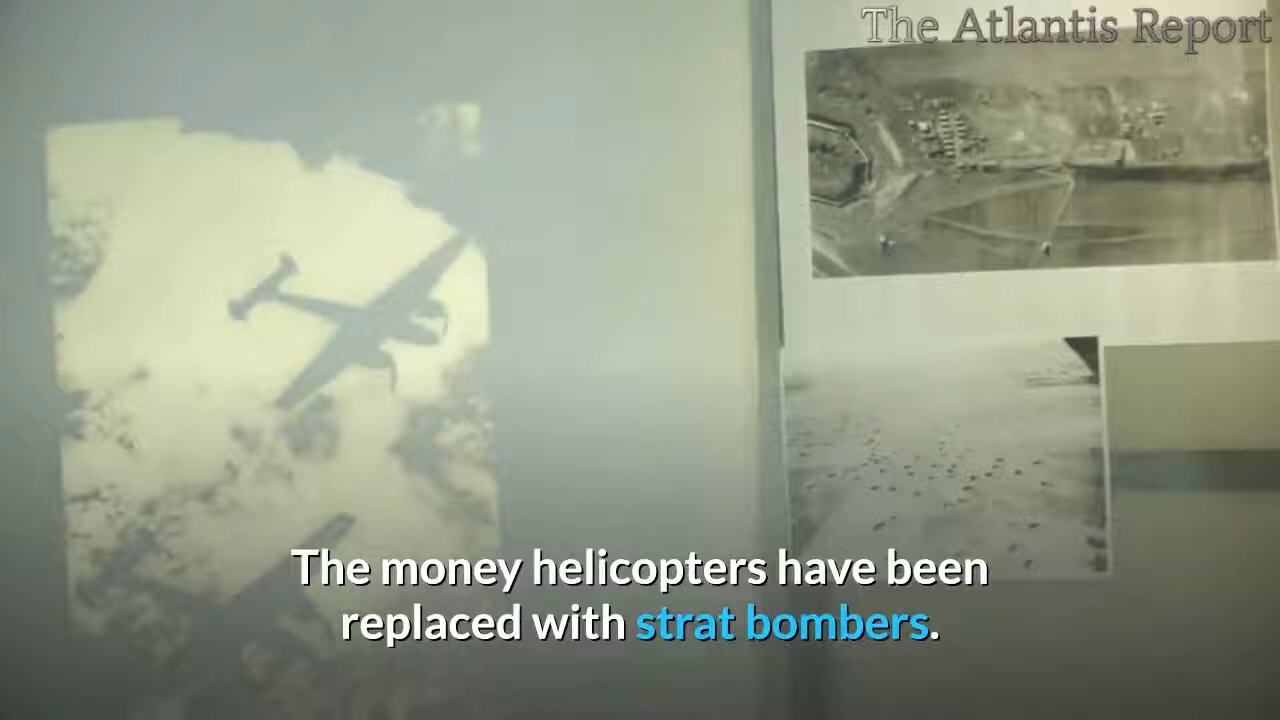 The Atlantis Report
The money helicopters have been
replaced with strat bombers.